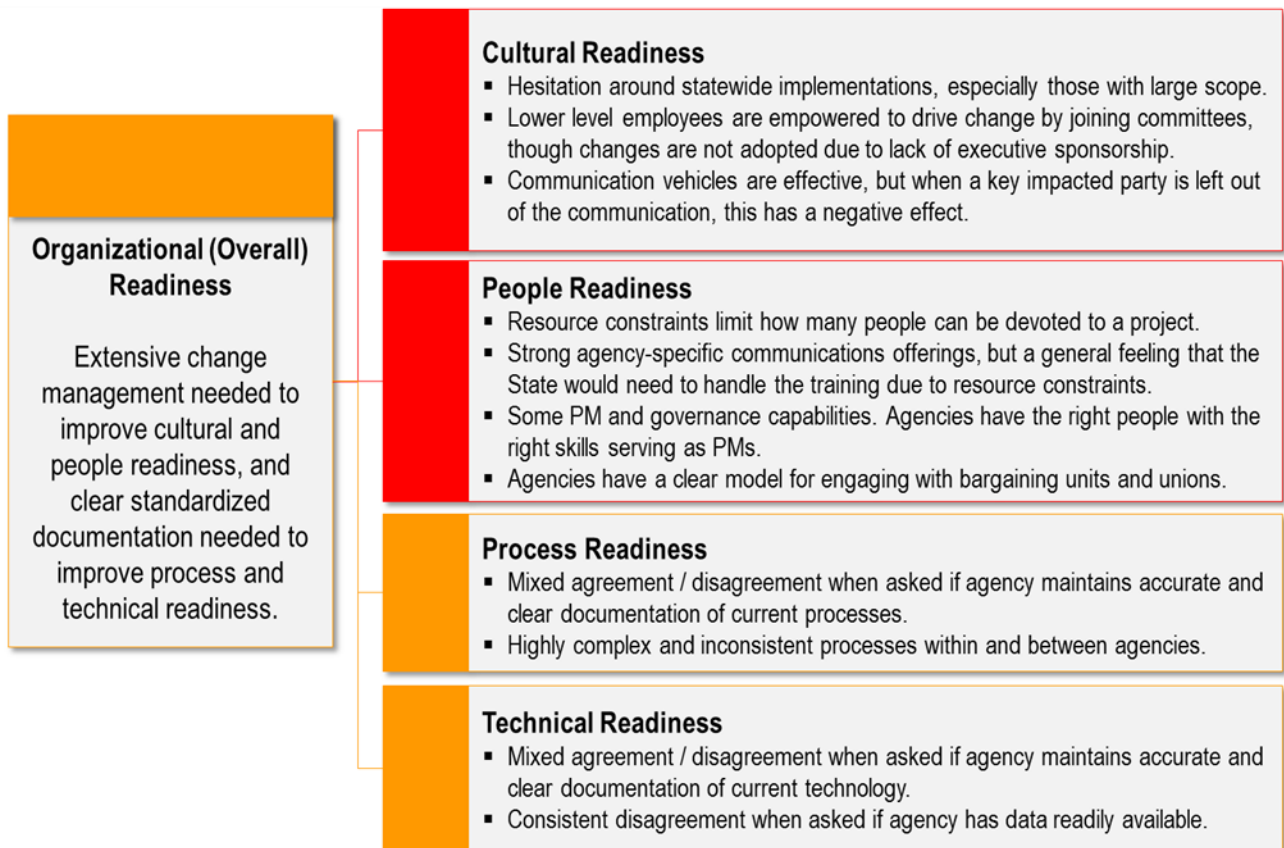 Organizational (Overall)
Readiness
Extensive change
management needed to
improve cultural and
people readiness, and
clear standardized
documentation needed to
improve process and
technical readiness.
Cultural Readiness
▪ Hesitation around statewide implementations, especially those with large scope.
▪ Lower level employees are empowered to drive change by joining committees,
though changes are not adopted due to lack of executive sponsorship.
▪ Communication vehicles are effective, but when a key impacted party is left out
of the communication, this has a negative effect.
People Readiness
▪ Resource constraints limit how many people can be devoted to a project.
▪ Strong agency-specific communications offerings, but a general feeling that the
State would need to handle the training due to resource constraints.
▪ Some PM and governance capabilities. Agencies have the right people with the
right skills serving as PMs.
▪ Agencies have a clear model for engaging with bargaining units and unions.
Process Readiness
▪ Mixed agreement / disagreement when asked if agency maintains accurate and
clear documentation of current processes.
▪ Highly complex and inconsistent processes within and between agencies.
Technical Readiness
▪ Mixed agreement / disagreement when asked if agency maintains accurate and
clear documentation of current technology.
▪ Consistent disagreement when asked if agency has data readily available.